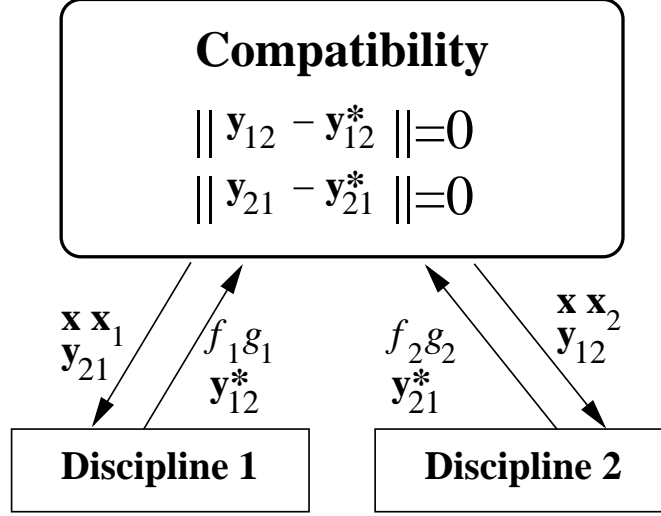 Compatibility
|| y12 − y*12 ||=0
|| y21 − y*21 ||=0
x x1
y21
f1g1
y*12
f2g2
y*21
x x2
y12
Discipline 1
Discipline 2